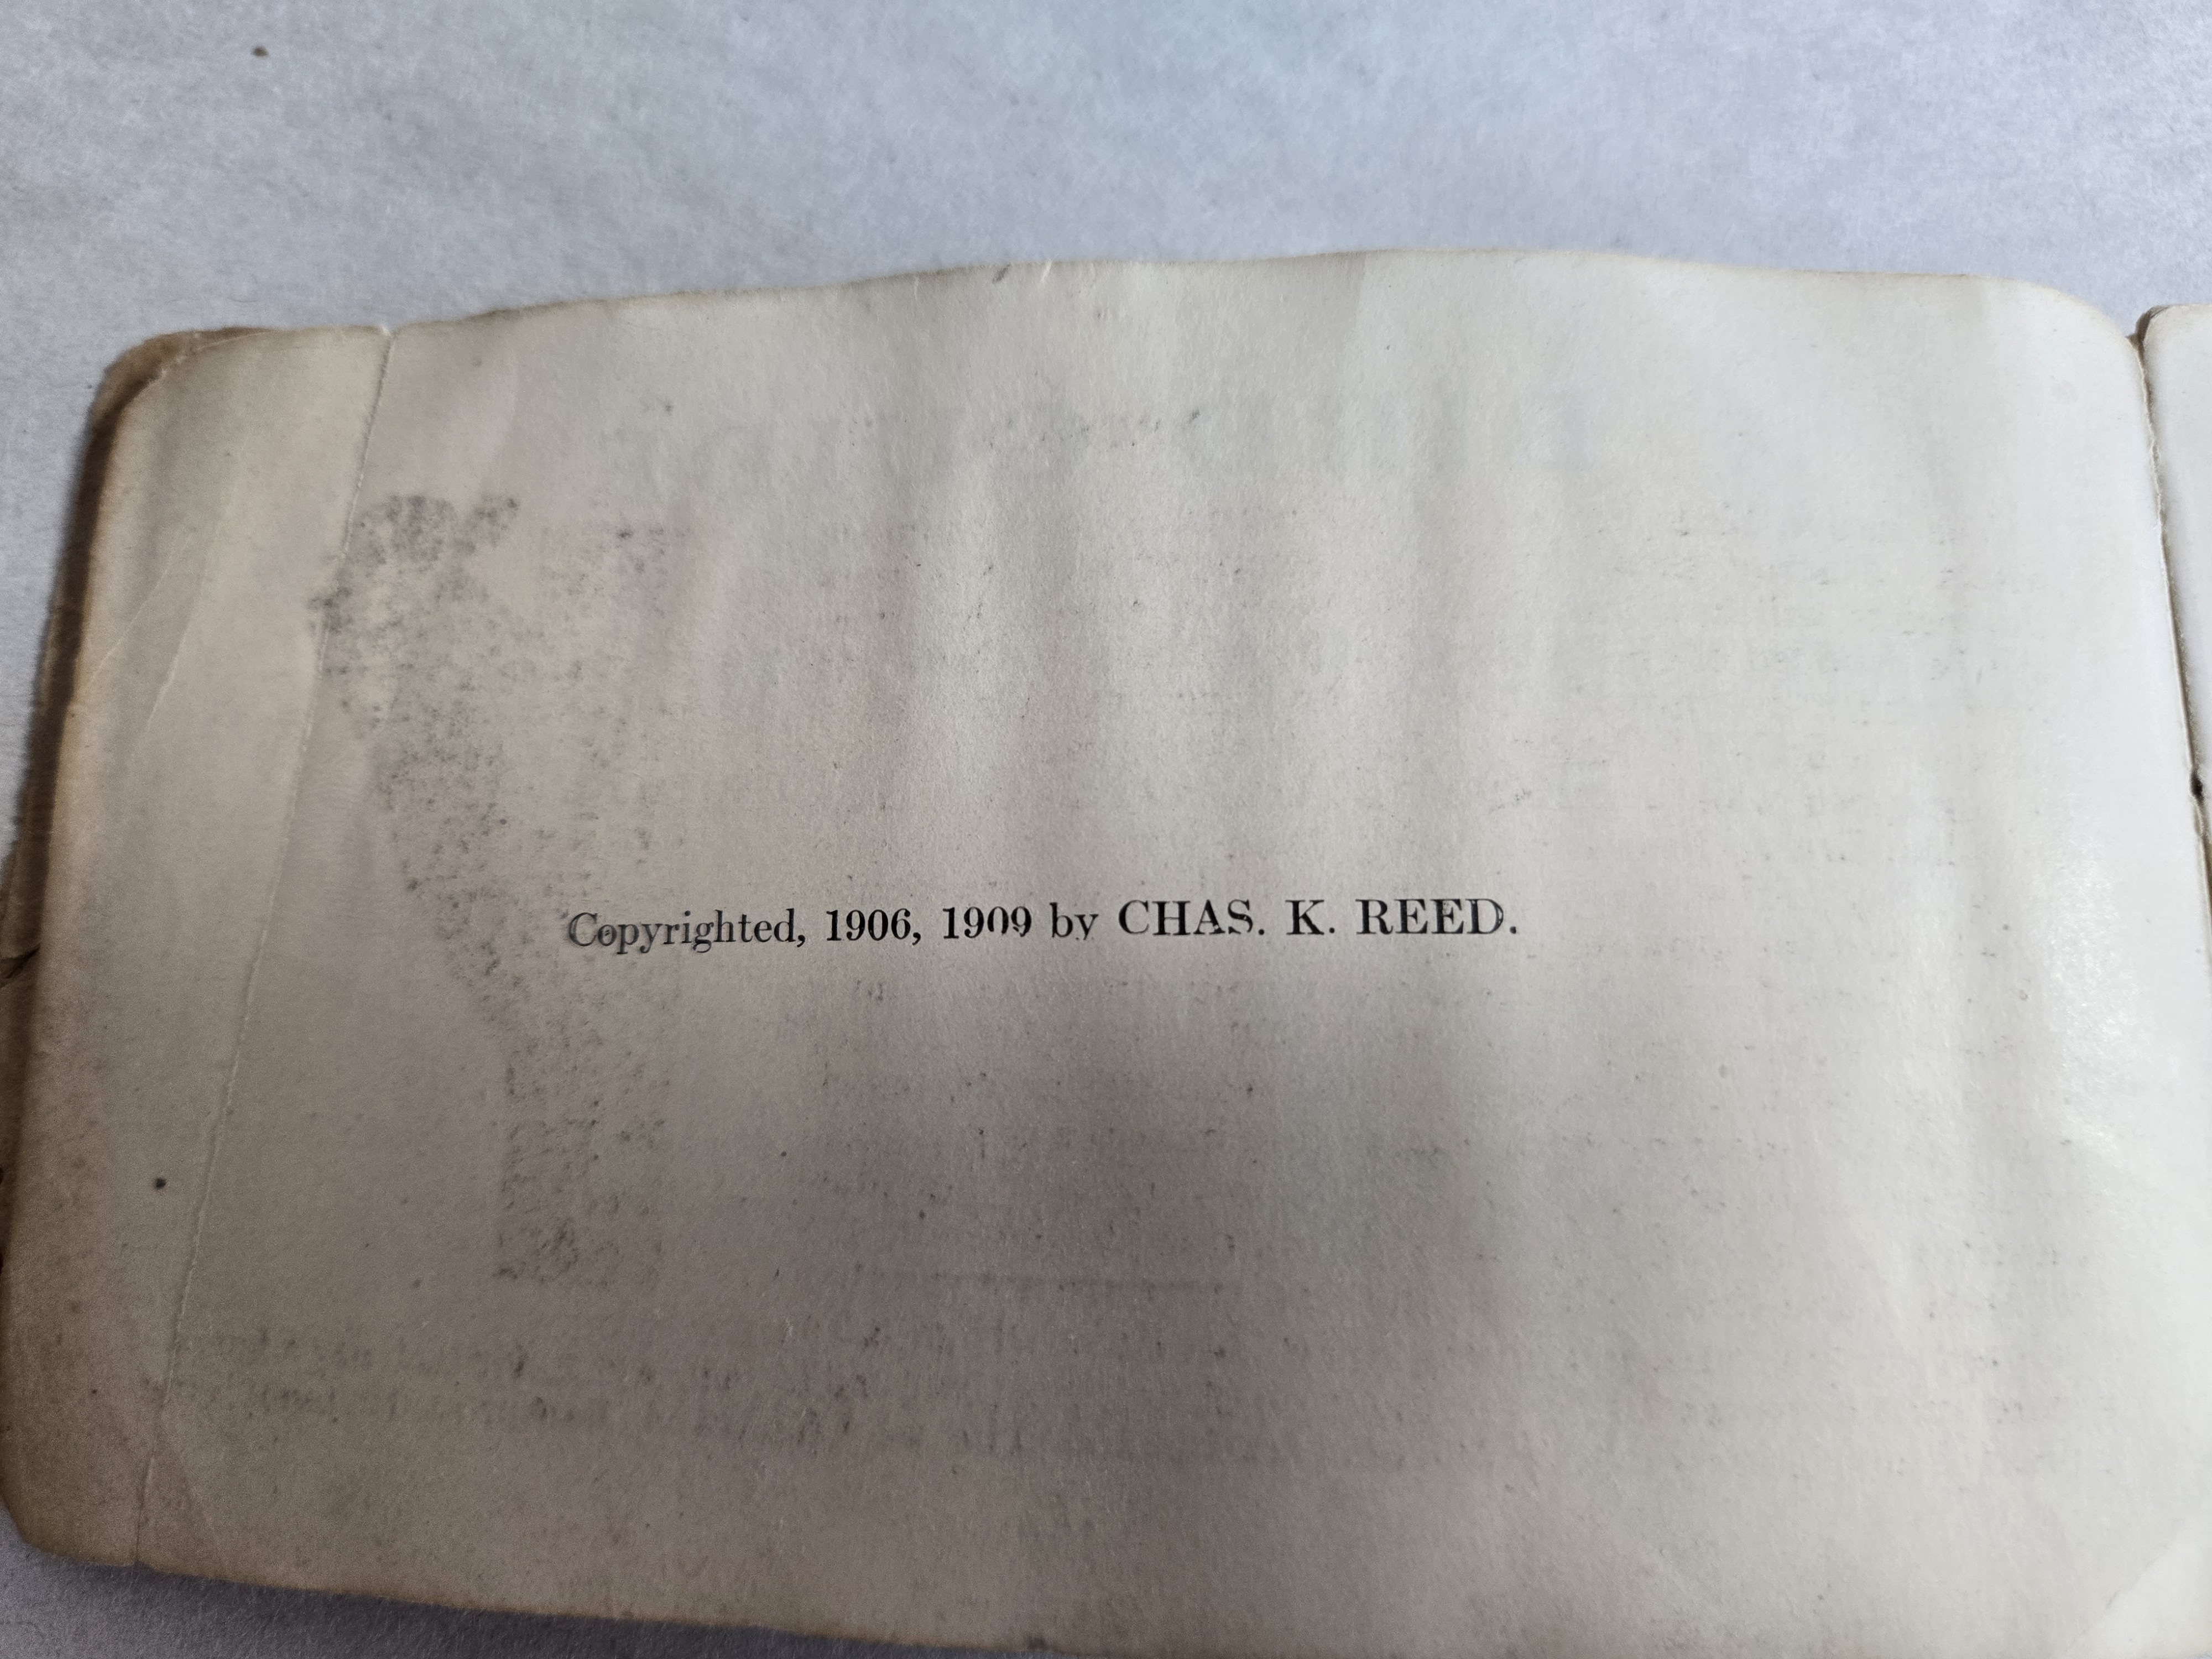 Copyrighted, 1906, 1909 by CHAS. K. REED.